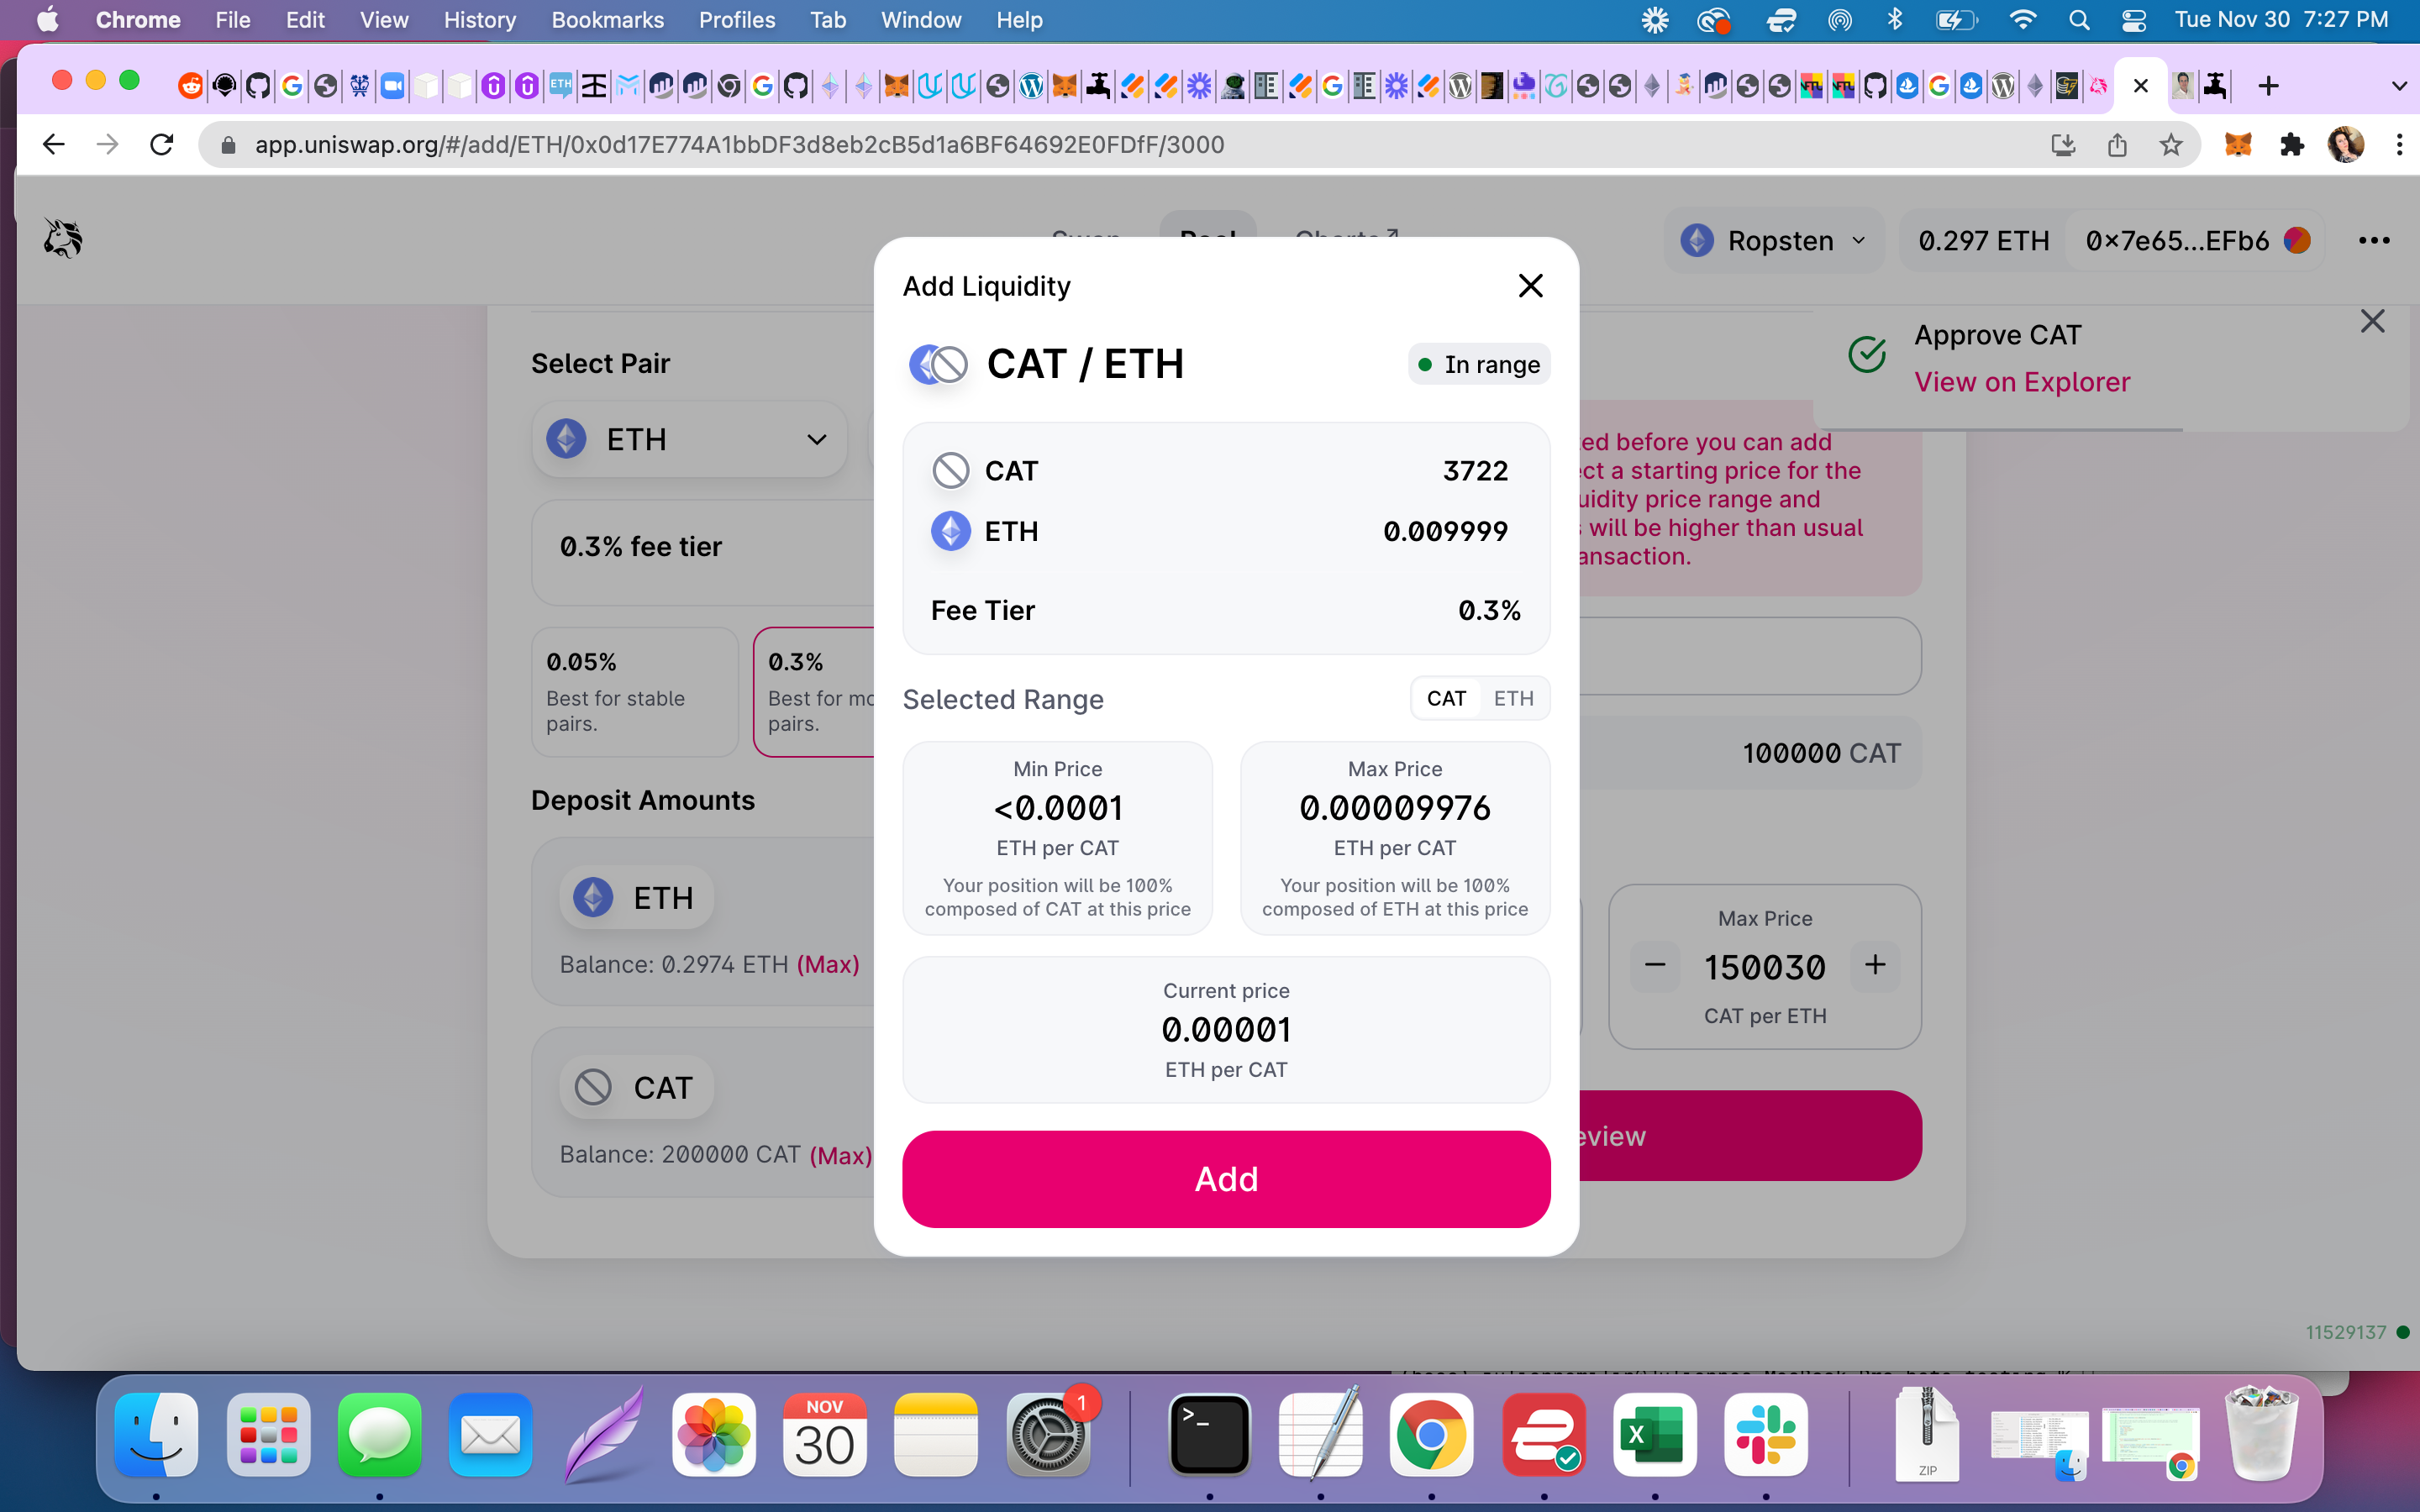 Chrome File Edit View History Bookmarks Profiles Tab Window Help
Tue Nov 30 7:27 PM
app.uniswap.org/#/add/ETH/0x0d17E774A1bbDF3d8eb2cB5d1a6BF64692E0FDfF/3000
Ropsten
0.297 ETH
0x7e65...EFb6
Add Liquidity
Approve CAT
View on Explorer
CAT / ETH
In range
Select Pair
ETH
CAT 3722
ETH 0.009999
Fee Tier 0.3%
ed before you can add
ect a starting price for the
uidity price range and
will be higher than usual
ansaction.
0.3% fee tier
0.05%
Best for stable
pairs.
0.3%
Best for mo
pairs.
Selected Range
CAT ETH
Min Price
<0.0001
ETH per CAT
Your position will be 100%
composed of CAT at this price
Max Price
0.00009976
ETH per CAT
Your position will be 100%
composed of ETH at this price
100000 CAT
Deposit Amounts
ETH
Balance: 0.2974 ETH (Max)
CAT
Balance: 200000 CAT (Max)
Current price
0.00001
ETH per CAT
Max Price
150030
CAT per ETH
Add
eview
11529137
NOV
30
1
ZIP